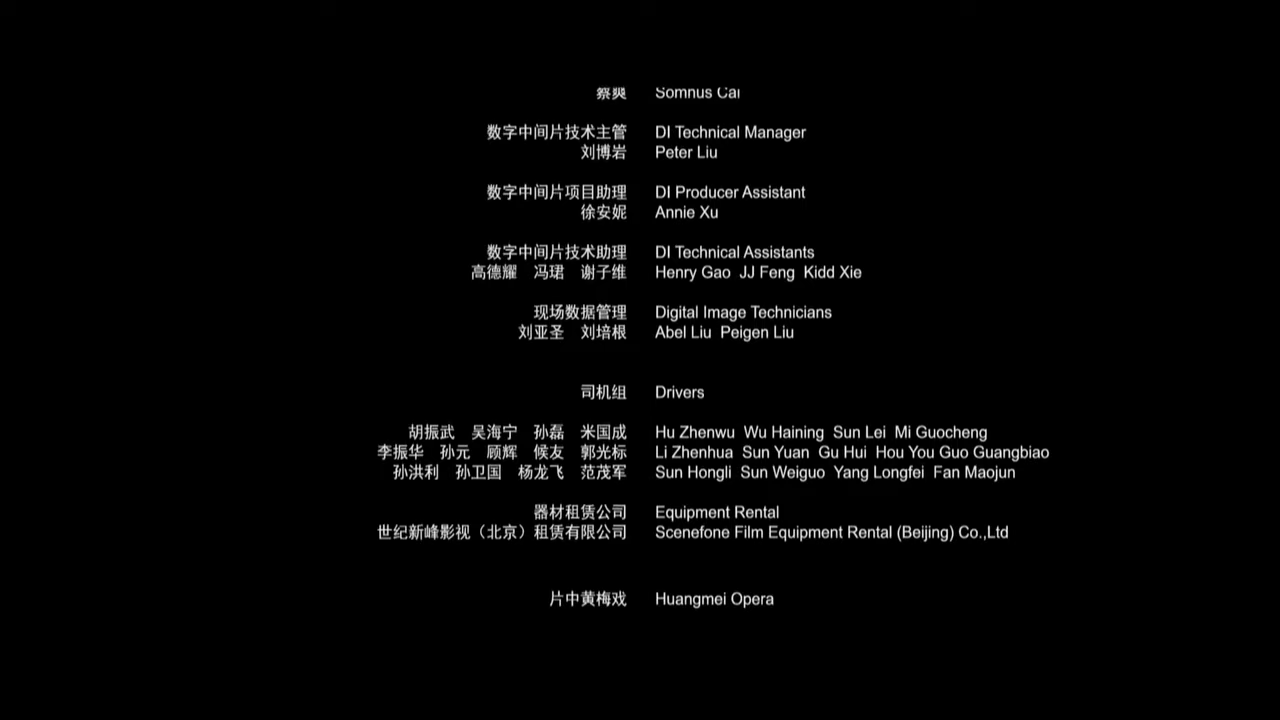 蔡爽 Somnus Cai
数字中间片技术主管 DI Technical Manager
刘博岩 Peter Liu
数字中间片项目助理 DI Producer Assistant
徐安妮 Annie Xu
数字中间片技术助理 DI Technical Assistants
高德耀 冯珺 谢子维 Henry Gao JJ Feng Kidd Xie
现场数据管理 Digital Image Technicians
刘亚圣 刘培根 Abel Liu Peigen Liu
司机组 Drivers
胡振武 吴海宁 孙磊 米国成 Hu Zhenwu Wu Haining Sun Lei Mi Guocheng
李振华 孙元 顾辉 候友 郭光标 Li Zhenhua Sun Yuan Gu Hui Hou You Guo Guangbiao
孙洪利 孙卫国 杨龙飞 范茂军 Sun Hongli Sun Weiguo Yang Longfei Fan Maojun
器材租赁公司 Equipment Rental
世纪新峰影视（北京）租赁有限公司 Scenefone Film Equipment Rental (Beijing) Co.,Ltd
片中黄梅戏 Huangmei Opera